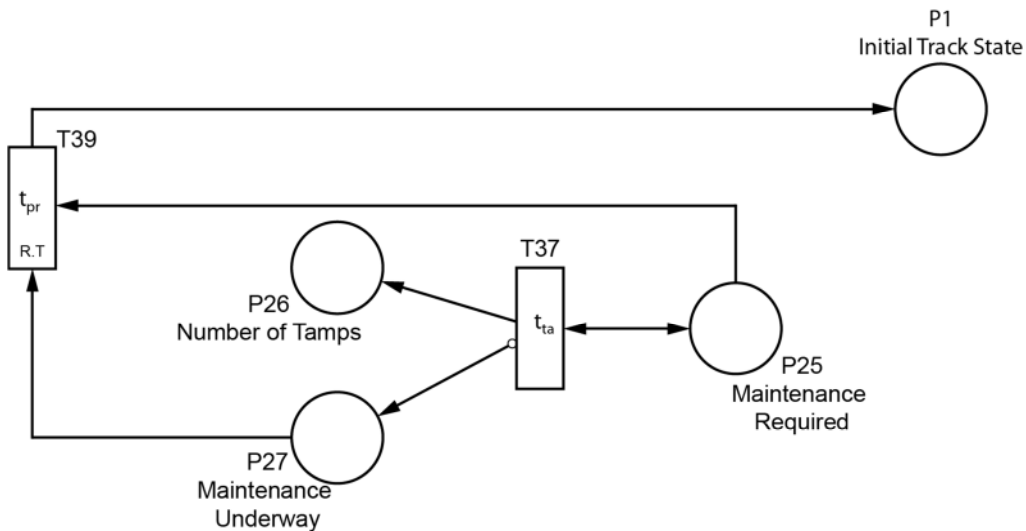 P1
Initial Track State
T39
t_pr
R.T
T37
t_ta
P26
Number of Tamps
P25
Maintenance
Required
P27
Maintenance
Underway